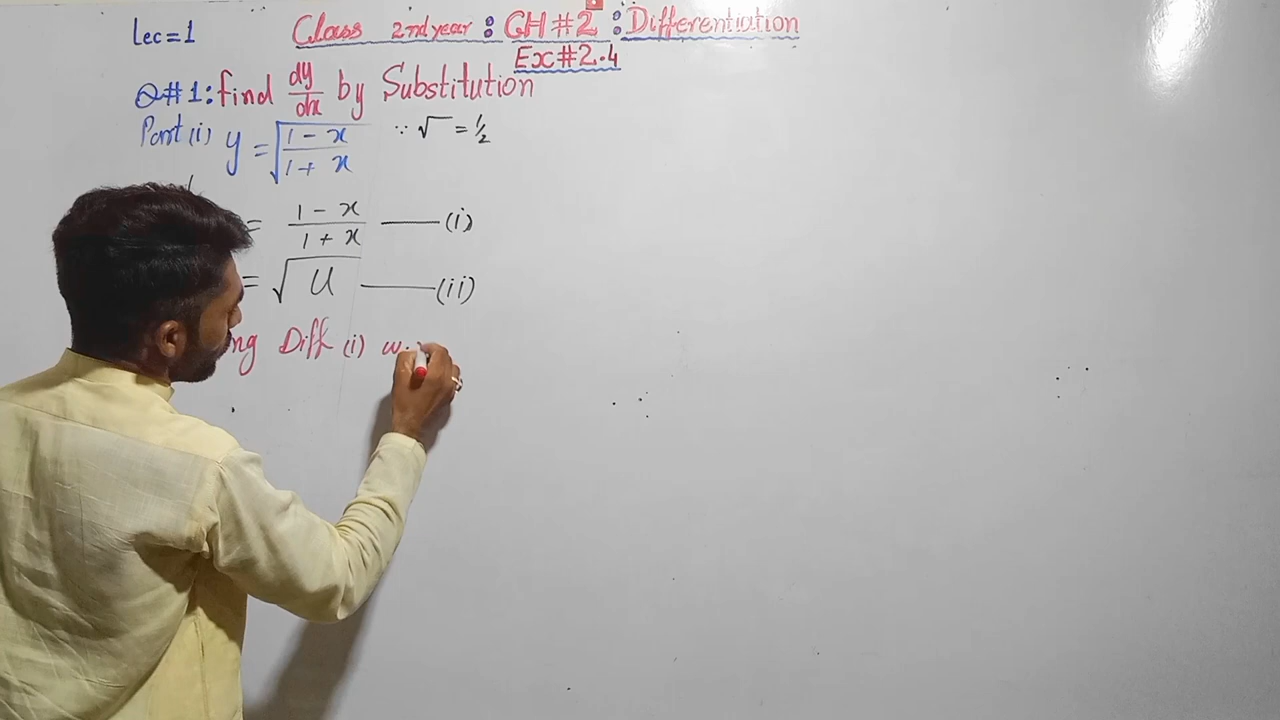 Lec=1 Class 2nd year : CH#2 : Differentiation
Ex#2.4
Q#1: find dy/dx by Substitution
Part (i) y = √(1 - x / 1 + x) ∵ √ = 1/2
= 1 - x / 1 + x —— (i)
= √U —— (ii)
ng Diff (i) w.